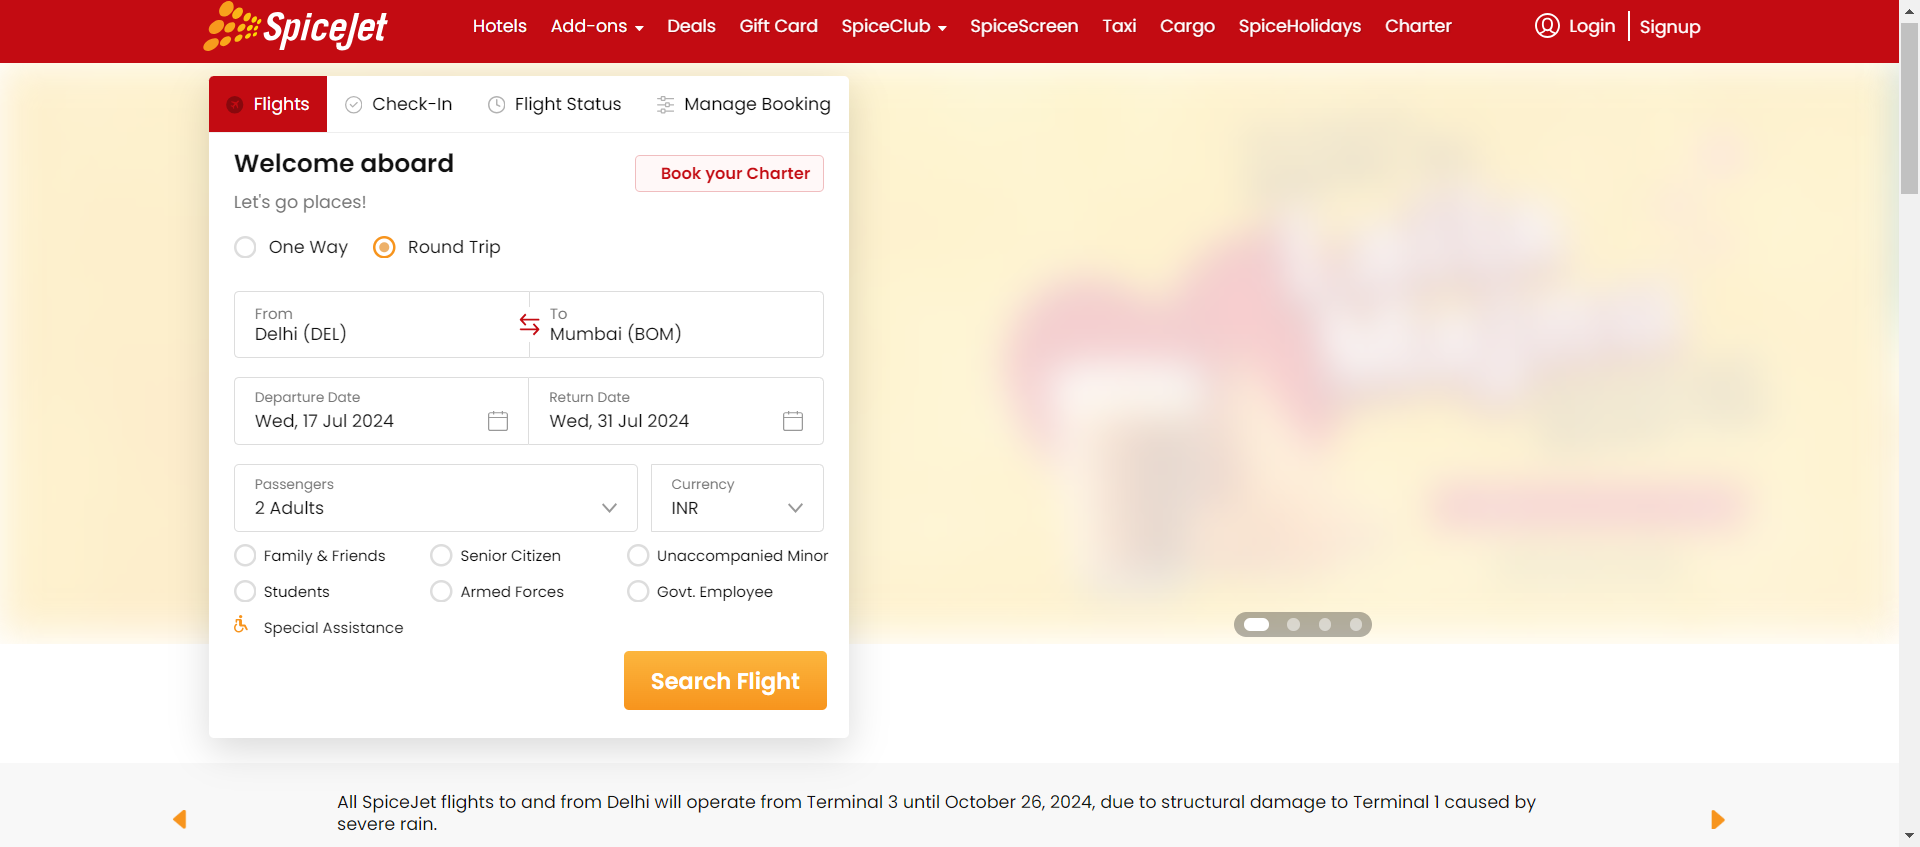 SpiceJet
Hotels Add-ons Deals Gift Card SpiceClub SpiceScreen Taxi Cargo SpiceHolidays Charter Login Signup
Flights Check-In Flight Status Manage Booking
Welcome aboard
Book your Charter
Let's go places!
One Way Round Trip
From To
Delhi (DEL) Mumbai (BOM)
Departure Date Return Date
Wed, 17 Jul 2024 Wed, 31 Jul 2024
Passengers Currency
2 Adults INR
Family & Friends Senior Citizen Unaccompanied Minor
Students Armed Forces Govt. Employee
Special Assistance
Search Flight
All SpiceJet flights to and from Delhi will operate from Terminal 3 until October 26, 2024, due to structural damage to Terminal 1 caused by
severe rain.